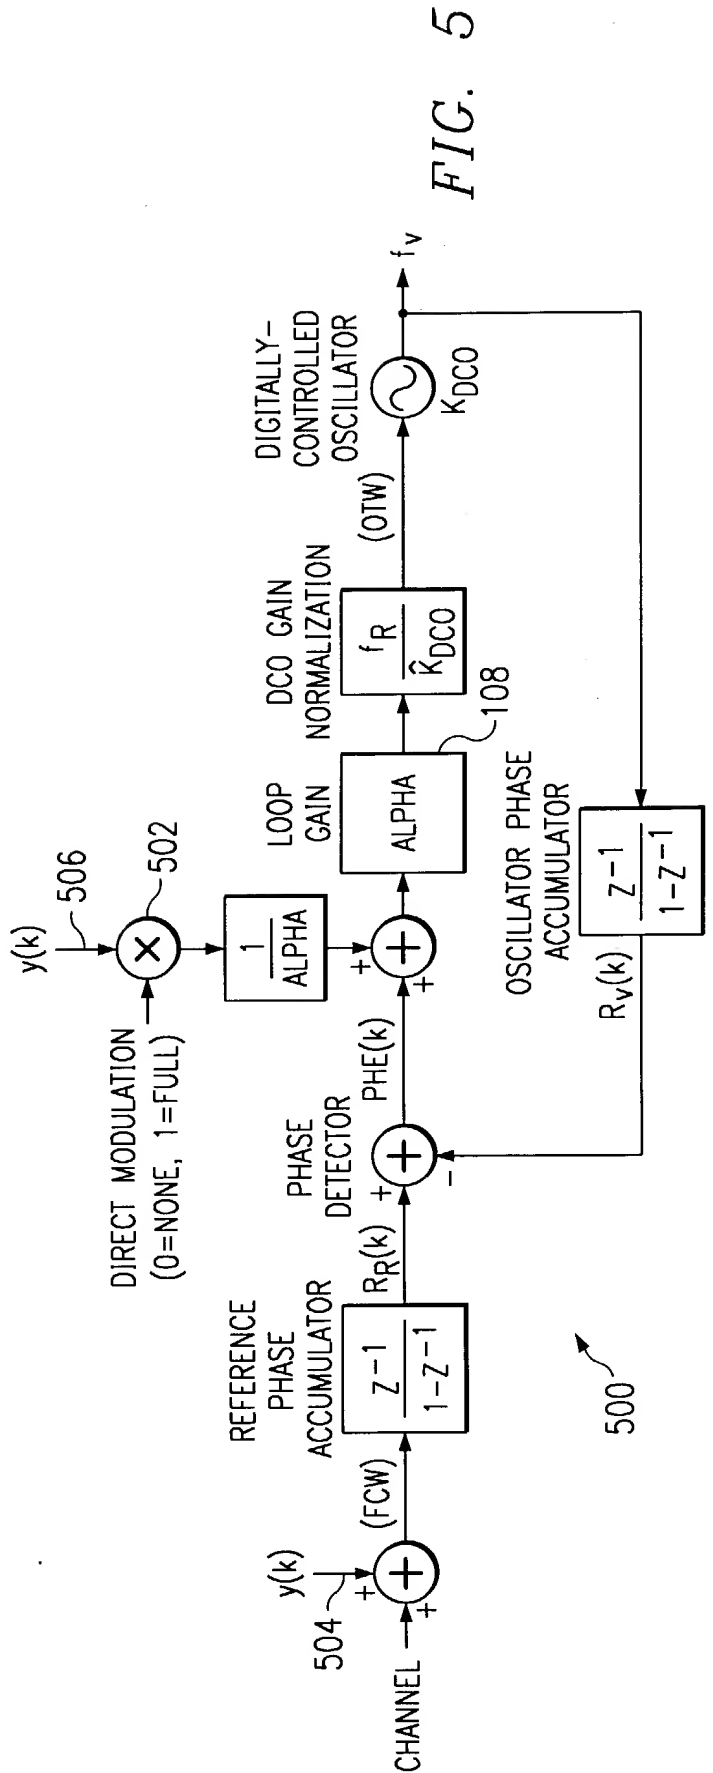 y(k)
506
DIRECT MODULATION
(0=NONE, 1=FULL)
×
502
1
ALPHA
y(k)
504
CHANNEL
+
+
+
(FCW)
REFERENCE
PHASE
ACCUMULATOR
Z⁻¹
1-Z⁻¹
R_R(k)
PHASE
DETECTOR
+
+
-
PHE(k)
+
+
+
LOOP
GAIN
ALPHA
108
DCO GAIN
NORMALIZATION
f_R
K̂_DCO
(OTW)
DIGITALLY-
CONTROLLED
OSCILLATOR
K_DCO
f_v
OSCILLATOR PHASE
ACCUMULATOR
Z⁻¹
1-Z⁻¹
R_v(k)
500
FIG. 5